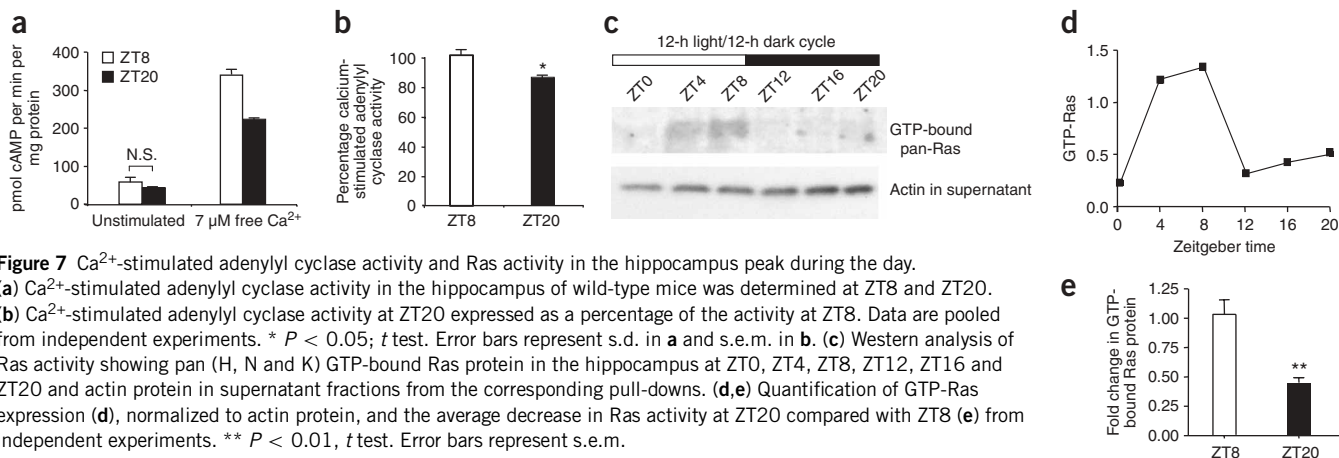 a
pmol cAMP per min per
mg protein
400
300
200
100
0
ZT8
ZT20
N.S.
Unstimulated
7 µM free Ca²⁺
b
Percentage calcium-
stimulated adenylyl
cyclase activity
100
80
60
40
20
0
*
ZT8
ZT20
c
12-h light/12-h dark cycle
ZT0 ZT4 ZT8 ZT12 ZT16 ZT20
GTP-bound
pan-Ras
Actin in supernatant
d
GTP-Ras
1.5
1.0
0.5
0
0 4 8 12 16 20
Zeitgeber time
e
Fold change in GTP-
bound Ras protein
1.25
1.00
0.75
0.50
0.25
0.00
**
ZT8
ZT20
Figure 7 Ca²⁺-stimulated adenylyl cyclase activity and Ras activity in the hippocampus peak during the day.
(a) Ca²⁺-stimulated adenylyl cyclase activity in the hippocampus of wild-type mice was determined at ZT8 and ZT20.
(b) Ca²⁺-stimulated adenylyl cyclase activity at ZT20 expressed as a percentage of the activity at ZT8. Data are pooled
from independent experiments. * P < 0.05; t test. Error bars represent s.d. in a and s.e.m. in b. (c) Western analysis of
Ras activity showing pan (H, N and K) GTP-bound Ras protein in the hippocampus at ZT0, ZT4, ZT8, ZT12, ZT16 and
ZT20 and actin protein in supernatant fractions from the corresponding pull-downs. (d,e) Quantification of GTP-Ras
expression (d), normalized to actin protein, and the average decrease in Ras activity at ZT20 compared with ZT8 (e) from
independent experiments. ** P < 0.01, t test. Error bars represent s.e.m.